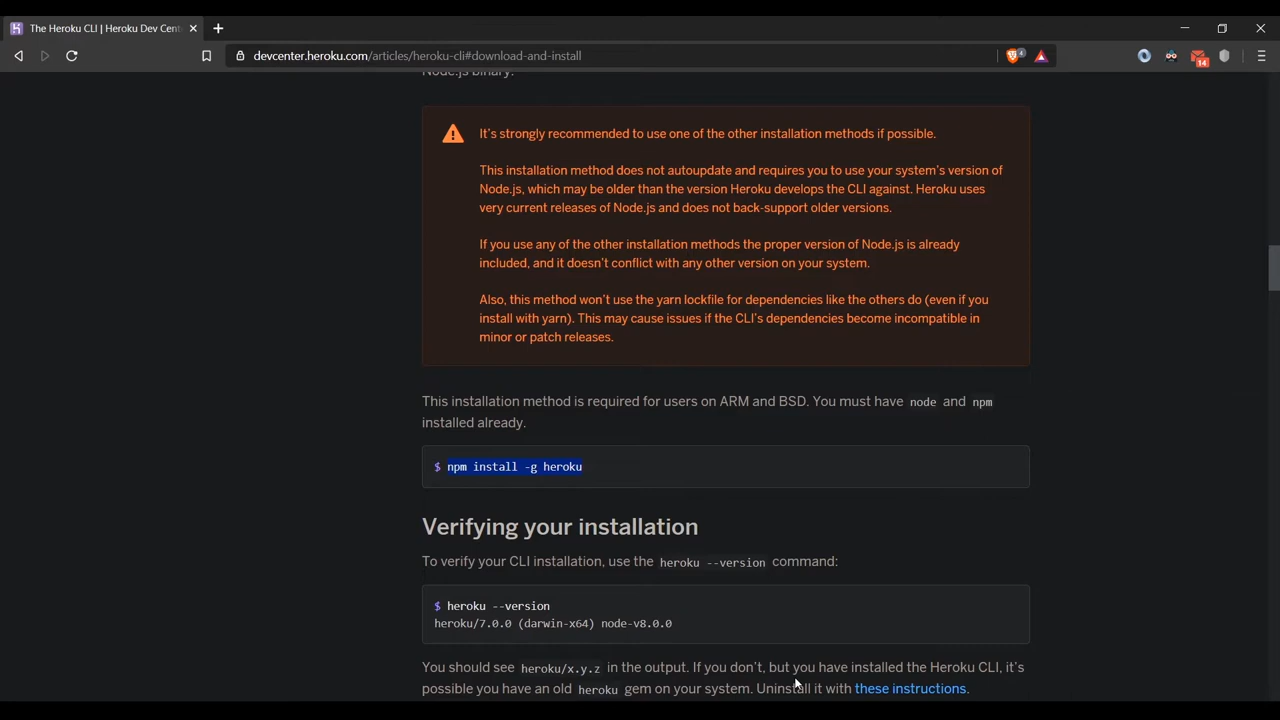 The Heroku CLI | Heroku Dev Cent
devcenter.heroku.com/articles/heroku-cli#download-and-install
4
14
Node.js binary.
It's strongly recommended to use one of the other installation methods if possible.
This installation method does not autoupdate and requires you to use your system's version of
Node.js, which may be older than the version Heroku develops the CLI against. Heroku uses
very current releases of Node.js and does not back-support older versions.
If you use any of the other installation methods the proper version of Node.js is already
included, and it doesn't conflict with any other version on your system.
Also, this method won't use the yarn lockfile for dependencies like the others do (even if you
install with yarn). This may cause issues if the CLI's dependencies become incompatible in
minor or patch releases.
This installation method is required for users on ARM and BSD. You must have node and npm
installed already.
$ npm install -g heroku
Verifying your installation
To verify your CLI installation, use the heroku --version command:
$ heroku --version
heroku/7.0.0 (darwin-x64) node-v8.0.0
You should see heroku/x.y.z in the output. If you don't, but you have installed the Heroku CLI, it's
possible you have an old heroku gem on your system. Uninstall it with these instructions.